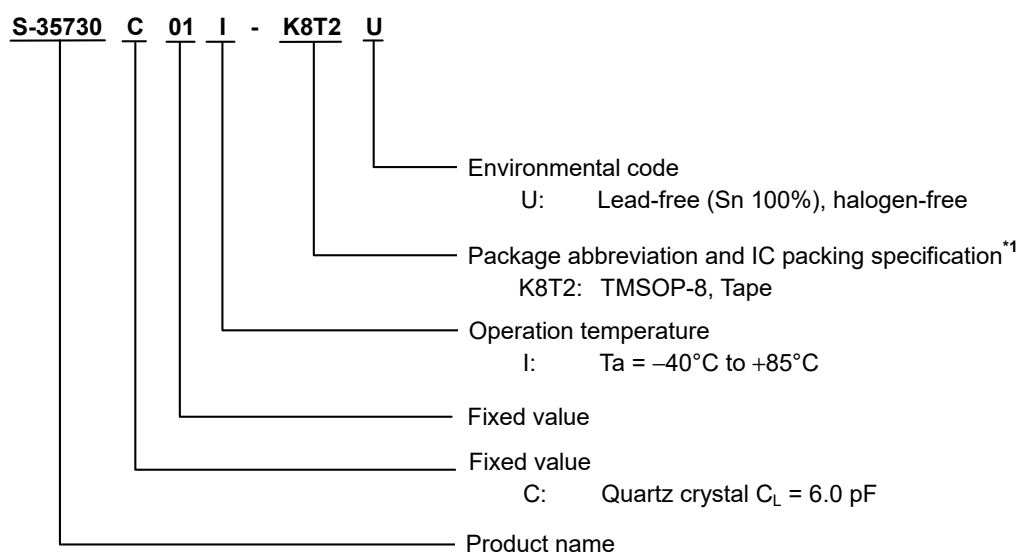 S-35730 C 01 I - K8T2 U
Environmental code
U: Lead-free (Sn 100%), halogen-free
Package abbreviation and IC packing specification*1
K8T2: TMSOP-8, Tape
Operation temperature
I: Ta = −40°C to +85°C
Fixed value
Fixed value
C: Quartz crystal CL = 6.0 pF
Product name